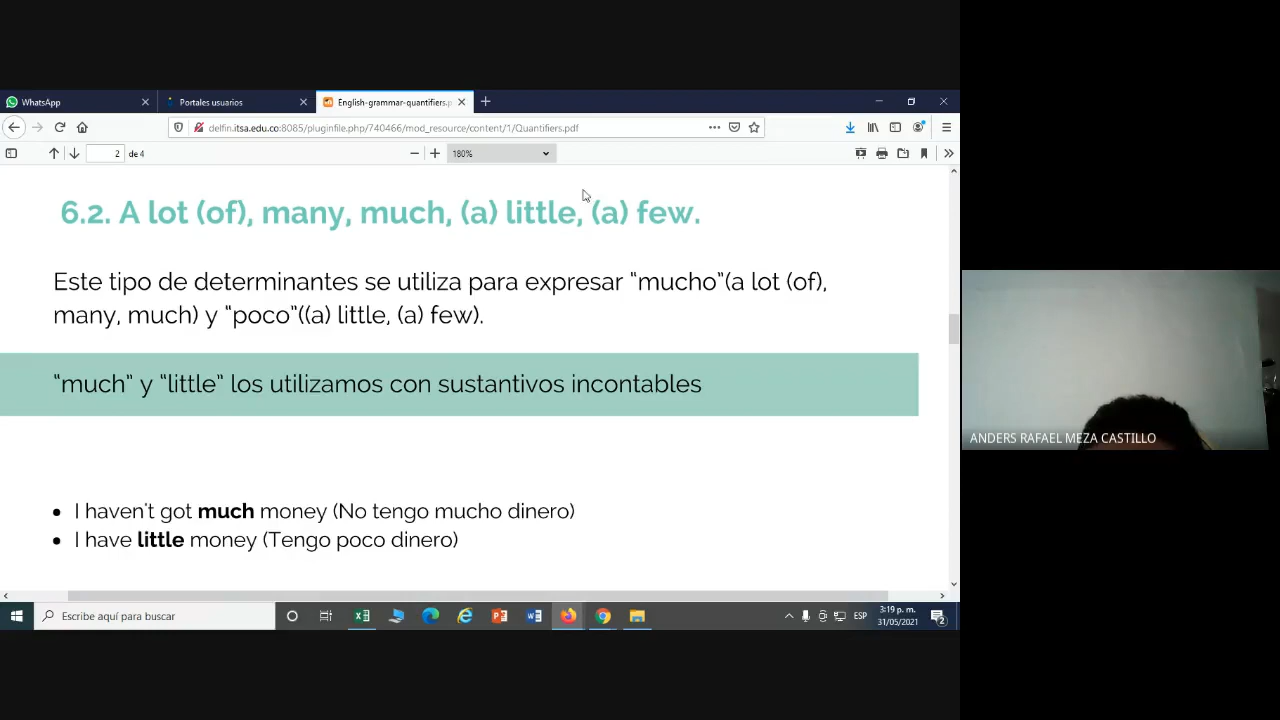 WhatsApp
Portales usuarios
English-grammar-quantifiers.p
delfin.itsa.edu.co:8085/pluginfile.php/740466/mod_resource/content/1/Quantifiers.pdf
2 de 4
180%
6.2. A lot (of), many, much, (a) little, (a) few.
Este tipo de determinantes se utiliza para expresar "mucho"(a lot (of),
many, much) y "poco"((a) little, (a) few).
"much" y "little" los utilizamos con sustantivos incontables
I haven't got much money (No tengo mucho dinero)
I have little money (Tengo poco dinero)
ANDERS RAFAEL MEZA CASTILLO
Escribe aquí para buscar
ESP
3:19 p. m.
31/05/2021
2